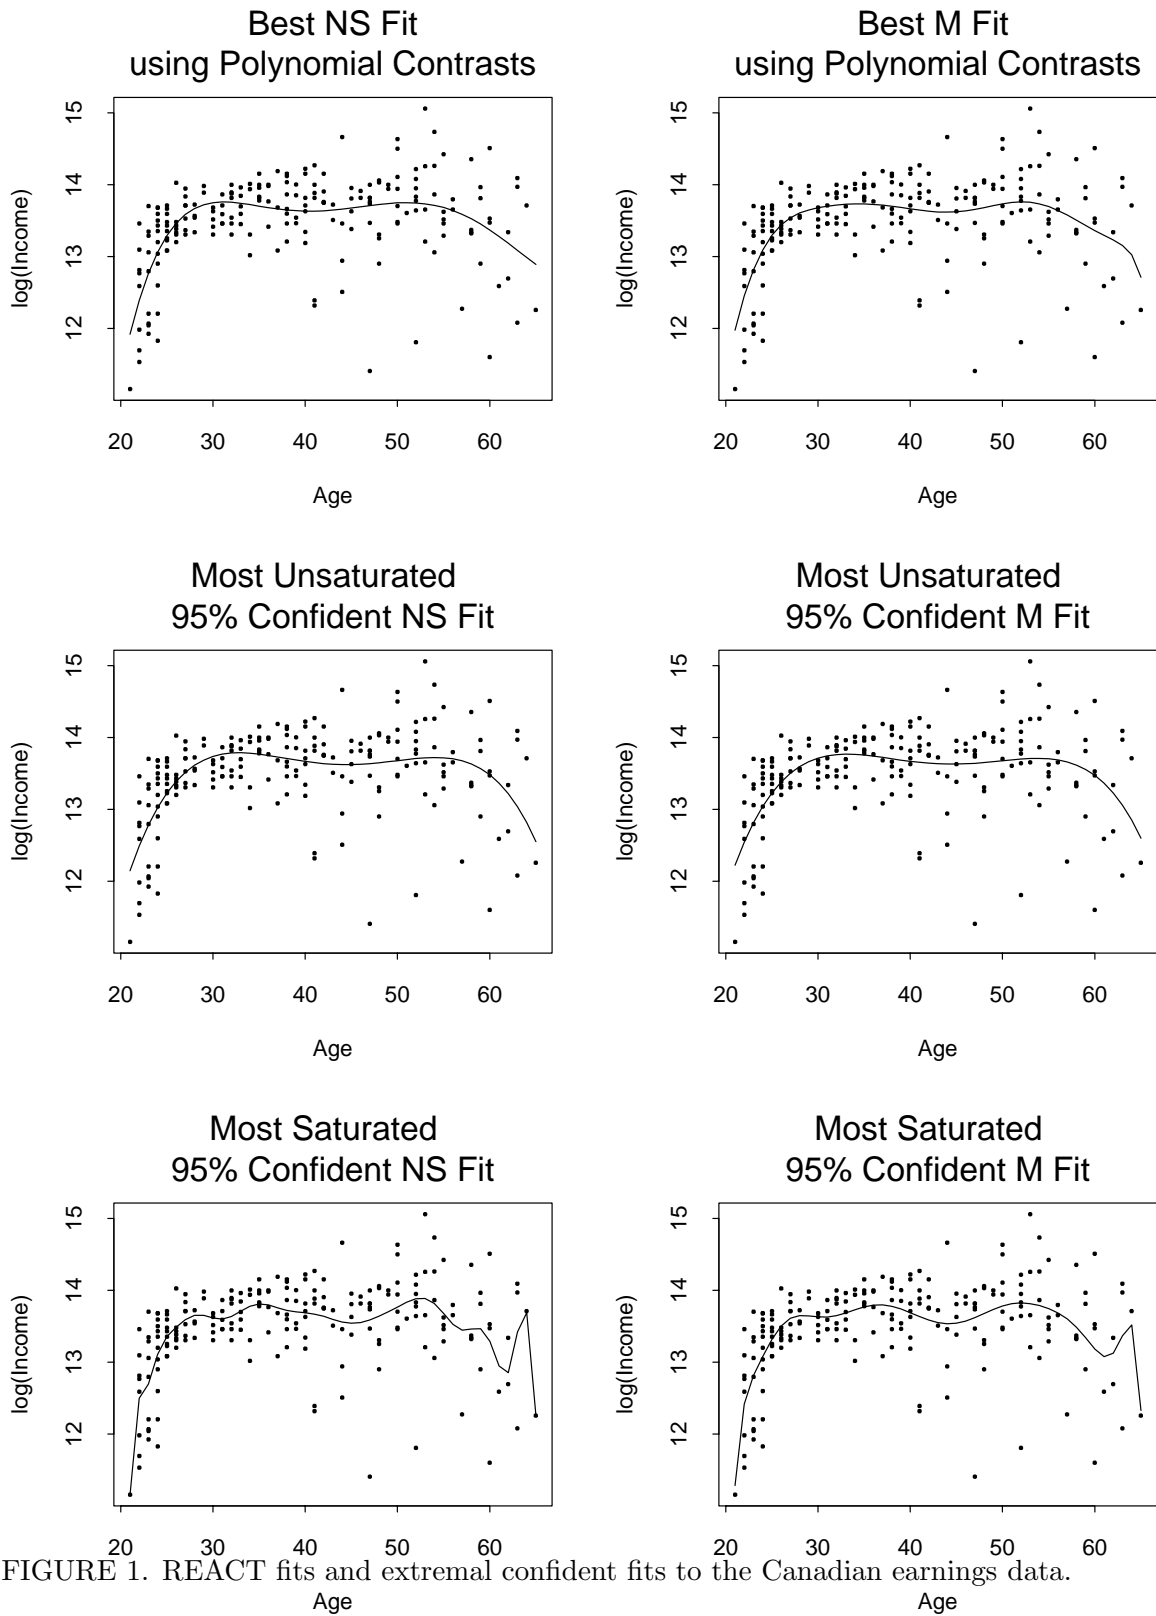 Best NS Fit
using Polynomial Contrasts
15
14
13
12
log(Income)
20 30 40 50 60
Age
Best M Fit
using Polynomial Contrasts
15
14
13
12
log(Income)
20 30 40 50 60
Age
Most Unsaturated
95% Confident NS Fit
15
14
13
12
log(Income)
20 30 40 50 60
Age
Most Unsaturated
95% Confident M Fit
15
14
13
12
log(Income)
20 30 40 50 60
Age
Most Saturated
95% Confident NS Fit
15
14
13
12
log(Income)
20 30 40 50 60
Age
Most Saturated
95% Confident M Fit
15
14
13
12
log(Income)
20 30 40 50 60
Age
FIGURE 1. REACT fits and extremal confident fits to the Canadian earnings data.